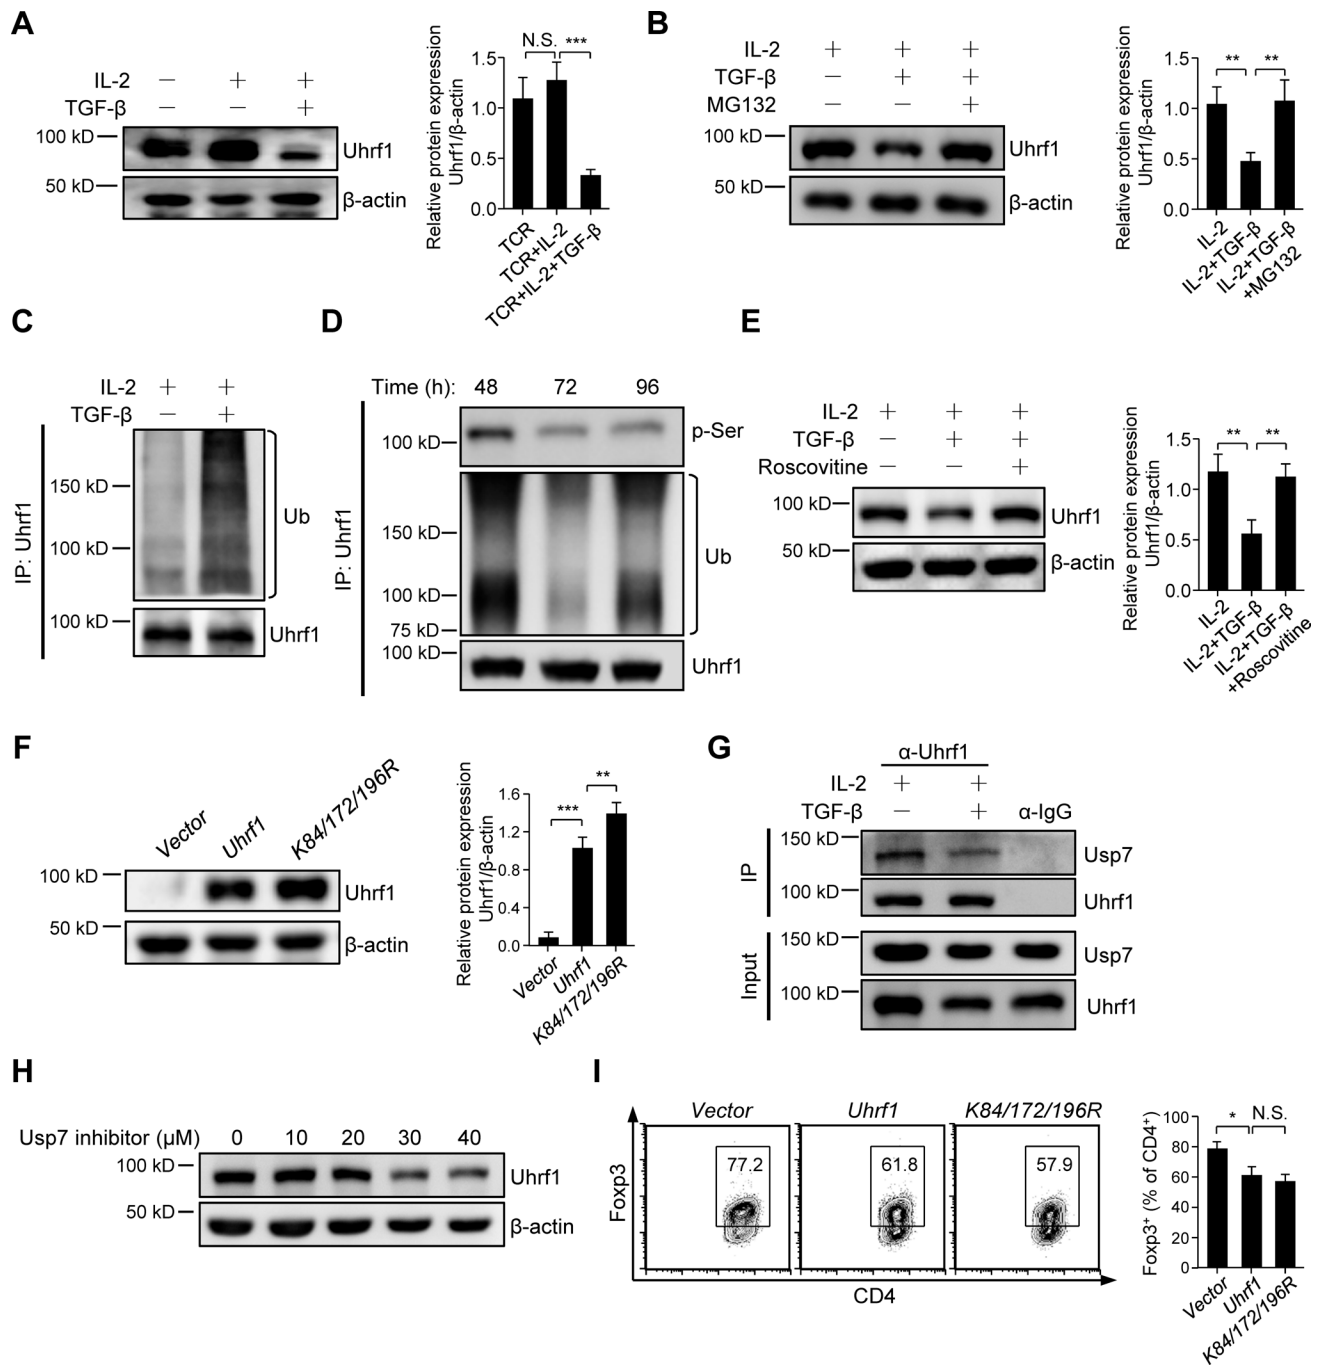 A
IL-2 — + +
TGF-β — — +
100 kD
Uhrf1
50 kD
β-actin
Relative protein expression
Uhrf1/β-actin
N.S. ***
1.5
1.0
0.5
0.0
TCR
TCR+IL-2
TCR+IL-2+TGF-β
B
IL-2 + + +
TGF-β — + +
MG132 — — +
100 kD
Uhrf1
50 kD
β-actin
Relative protein expression
Uhrf1/β-actin
** **
1.5
1.0
0.5
0.0
IL-2
IL-2+TGF-β
IL-2+TGF-β
+MG132
C
IL-2 + +
TGF-β — +
IP: Uhrf1
150 kD
100 kD
Ub
100 kD
Uhrf1
D
Time (h): 48 72 96
IP: Uhrf1
100 kD
p-Ser
150 kD
100 kD
75 kD
Ub
100 kD
Uhrf1
E
IL-2 + + +
TGF-β — + +
Roscovitine — — +
100 kD
Uhrf1
50 kD
β-actin
Relative protein expression
Uhrf1/β-actin
** **
1.5
1.0
0.5
0.0
IL-2
IL-2+TGF-β
IL-2+TGF-β
+Roscovitine
F
Vector Uhrf1 K84/172/196R
100 kD
Uhrf1
50 kD
β-actin
Relative protein expression
Uhrf1/β-actin
*** **
1.6
1.2
0.8
0.4
0.0
Vector
Uhrf1
K84/172/196R
G
α-Uhrf1
IL-2 + +
TGF-β — + α-IgG
IP
150 kD
Usp7
100 kD
Uhrf1
Input
150 kD
Usp7
100 kD
Uhrf1
H
Usp7 inhibitor (μM) 0 10 20 30 40
100 kD
Uhrf1
50 kD
β-actin
I
Vector Uhrf1 K84/172/196R
77.2 61.8 57.9
Foxp3
CD4
Foxp3+ (% of CD4+)
* N.S.
100
80
60
40
20
0
Vector
Uhrf1
K84/172/196R